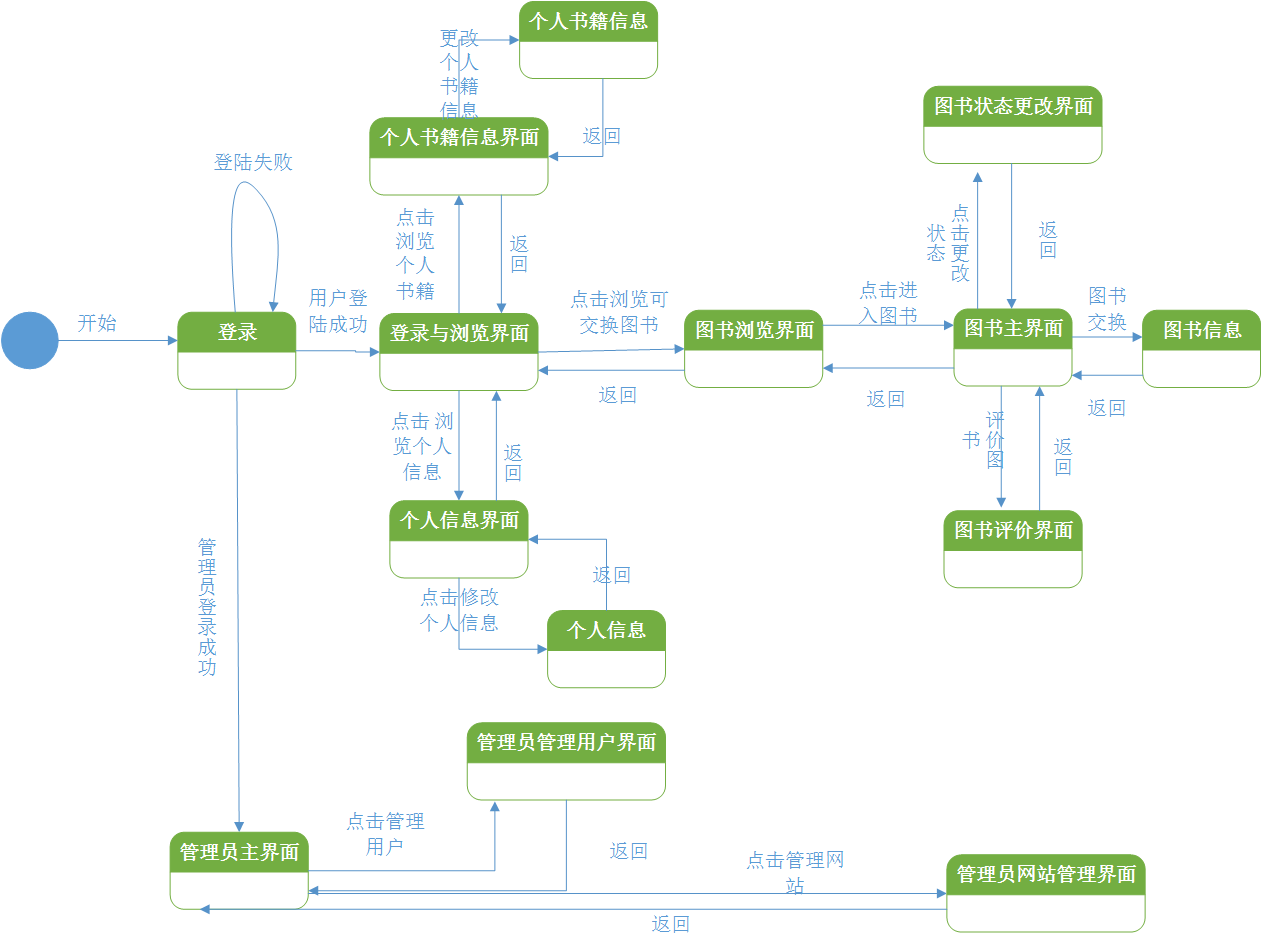 个人书籍信息
更改
个人
书籍
信息
返回
个人书籍信息界面
图书状态更改界面
登陆失败
点击
浏览
个人
书籍
返
回
点
击
更
改
状
态
返
回
开始
用户登
陆成功
登录
登录与浏览界面
点击浏览可
交换图书
返回
图书浏览界面
点击进
入图书
返回
图书主界面
图书
交换
返回
图书信息
点击 浏
览个人
信息
返
回
评
价
图
书
返
回
个人信息界面
图书评价界面
返回
点击修改
个人信息
个人信息
管
理
员
登
录
成
功
管理员管理用户界面
点击管理
用户
返回
管理员主界面
点击管理网
站
管理员网站管理界面
返回